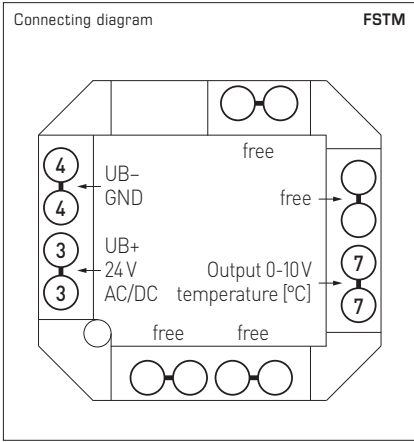 Connecting diagram FSTM
free
4
UB–
GND
4
free
3
UB+
24 V
AC/DC
3
Output 0-10 V
temperature [°C]
7
7
free free